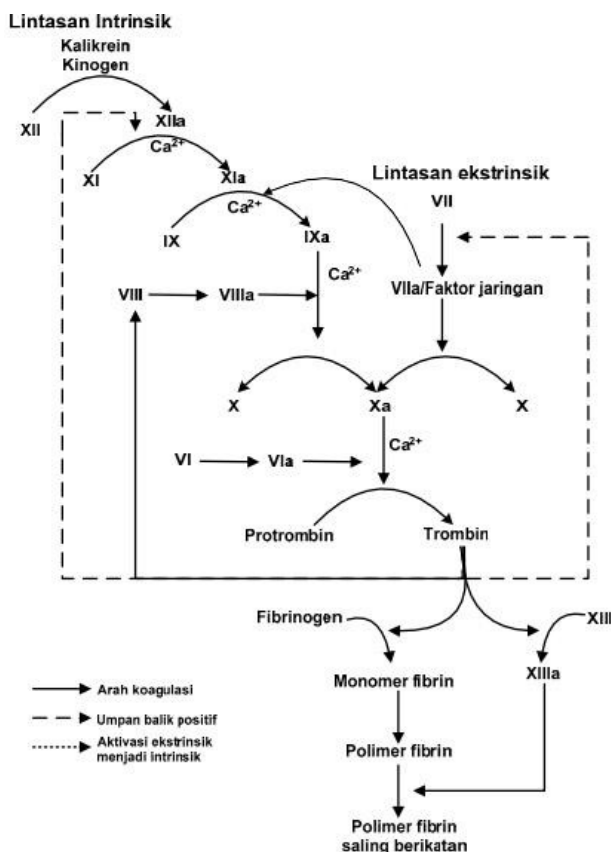 Lintasan Intrinsik
Kalikrein
Kinogen
XII
XIIa
Ca²⁺
XI
XIa
Ca²⁺
Lintasan ekstrinsik
VII
IX
IXa
Ca²⁺
VIII
VIIIa
VIIa/Faktor jaringan
X
Xa
X
Ca²⁺
VI
VIa
Protrombin
Trombin
Fibrinogen
XIII
Monomer fibrin
XIIIa
Arah koagulasi
Umpan balik positif
Aktivasi ekstrinsik
menjadi intrinsik
Polimer fibrin
Polimer fibrin
saling berikatan